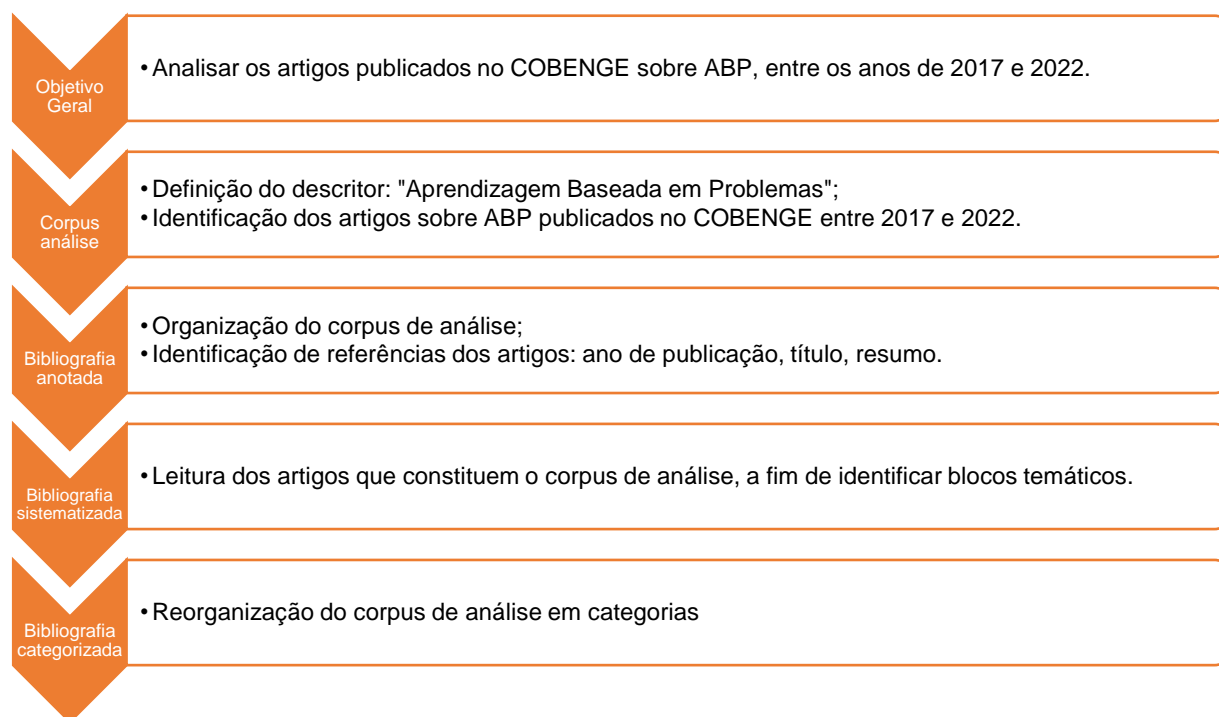 Objetivo
Geral
• Analisar os artigos publicados no COBENGE sobre ABP, entre os anos de 2017 e 2022.
Corpus
análise
• Definição do descritor: "Aprendizagem Baseada em Problemas";
• Identificação dos artigos sobre ABP publicados no COBENGE entre 2017 e 2022.
Bibliografia
anotada
• Organização do corpus de análise;
• Identificação de referências dos artigos: ano de publicação, título, resumo.
Bibliografia
sistematizada
• Leitura dos artigos que constituem o corpus de análise, a fim de identificar blocos temáticos.
Bibliografia
categorizada
• Reorganização do corpus de análise em categorias